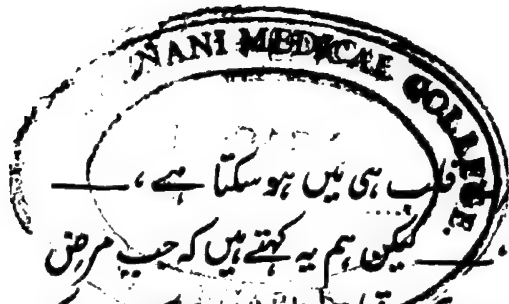 NANI MEDICAL COLLEGE.
قلب ہی میں ہو سکتا ہے ،
، لیکن ہم یہ کہتے ہیں کہ جب مرض